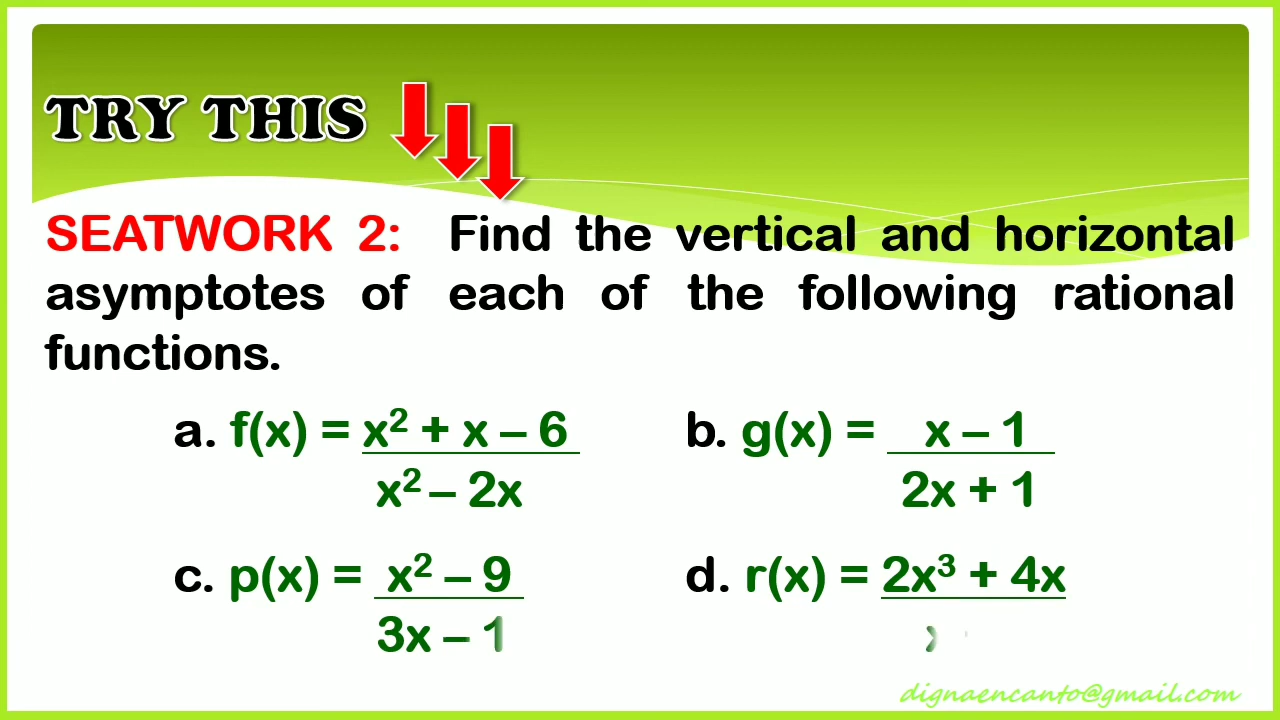 TRY THIS
SEATWORK 2: Find the vertical and horizontal
asymptotes of each of the following rational
functions.
a. f(x) = x² + x – 6
x² – 2x
b. g(x) = x – 1
2x + 1
c. p(x) = x² – 9
3x – 1
d. r(x) = 2x³ + 4x
dignaencanto@gmail.com